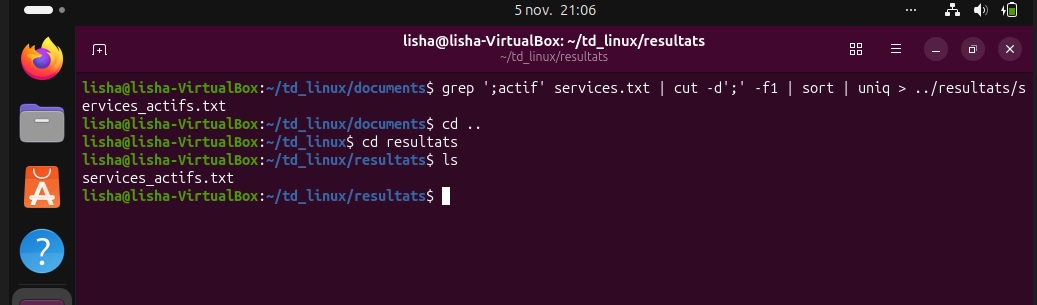 5 nov. 21:06
lisha@lisha-VirtualBox: ~/td_linux/resultats
~/td_linux/resultats
lisha@lisha-VirtualBox:~/td_linux/documents$ grep ';actif' services.txt | cut -d';' -f1 | sort | uniq > ../resultats/s
ervices_actifs.txt
lisha@lisha-VirtualBox:~/td_linux/documents$ cd ..
lisha@lisha-VirtualBox:~/td_linux$ cd resultats
lisha@lisha-VirtualBox:~/td_linux/resultats$ ls
services_actifs.txt
lisha@lisha-VirtualBox:~/td_linux/resultats$